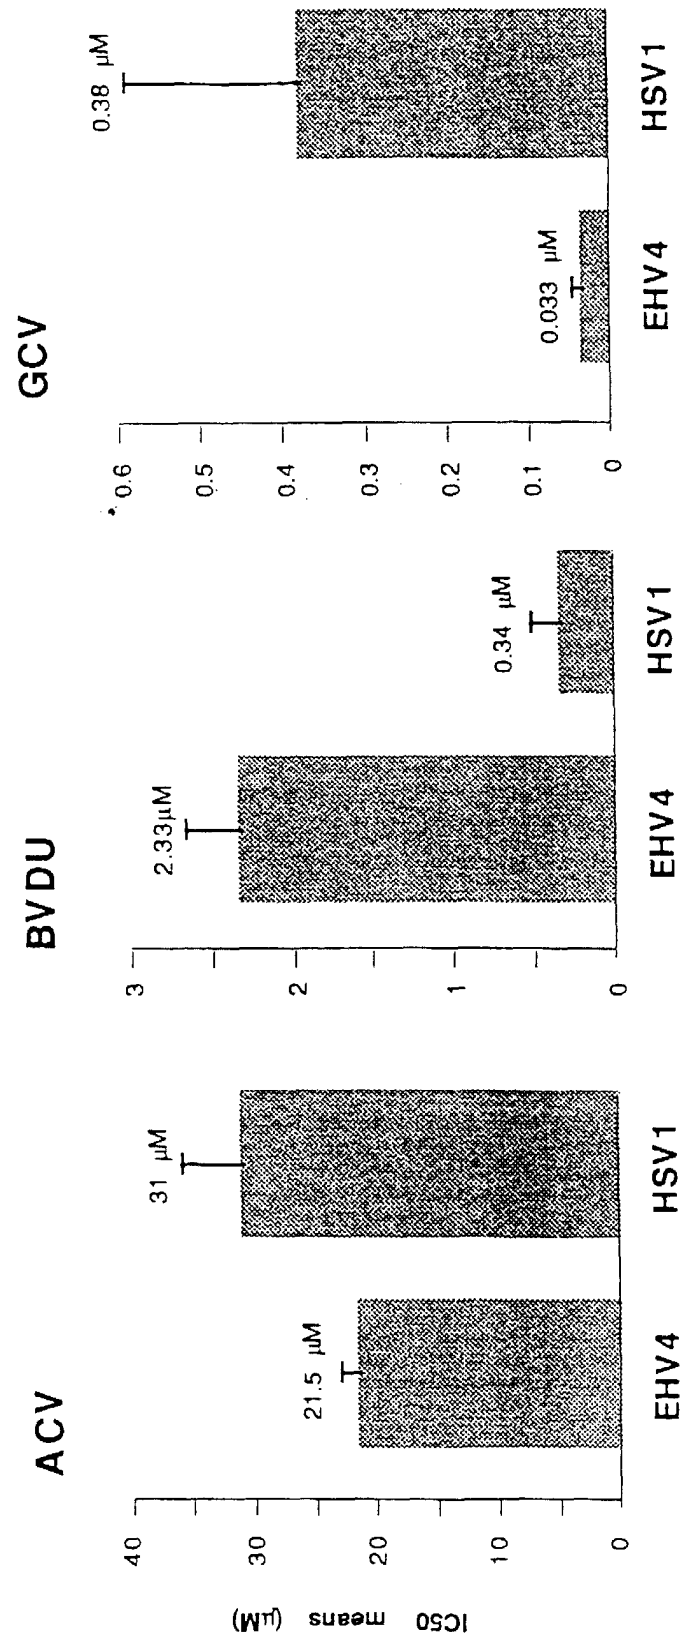 ACV
IC50 means (µM)
40
30
20
10
0
21.5 µM
31 µM
EHV4
HSV1
BVDU
3
2
1
0
2.33µM
0.34 µM
EHV4
HSV1
GCV
0.6
0.5
0.4
0.3
0.2
0.1
0
0.033 µM
0.38 µM
EHV4
HSV1